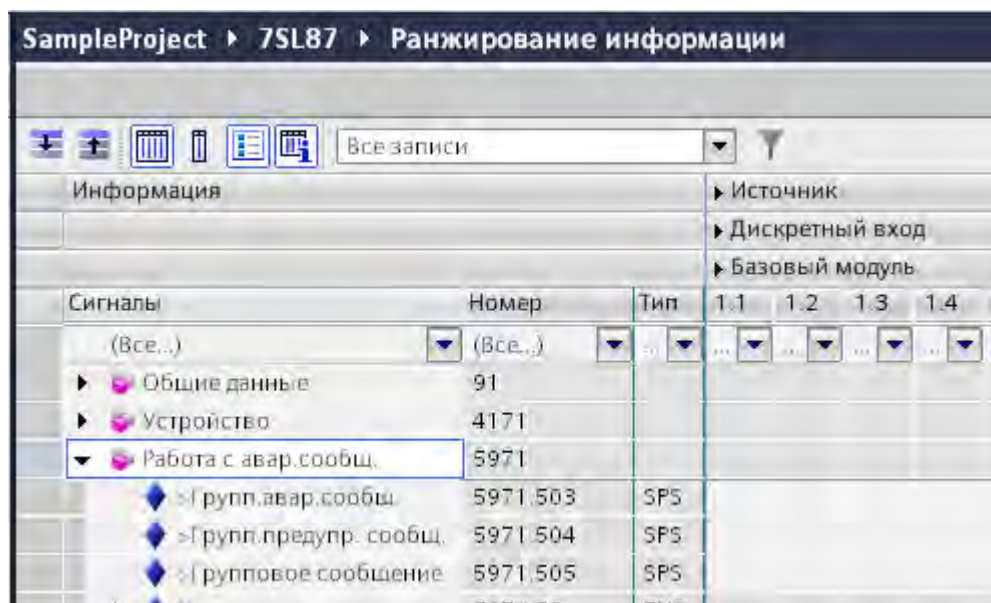 SampleProject ▸ 7SL87 ▸ Ранжирование информации
Все записи
Информация ▸ Источник
▸ Дискретный вход
▸ Базовый модуль
Сигналы Номер Тип 1.1 1.2 1.3 1.4
(Все...) (Все...) ... ... ... ... ...
Общие данные 91
Устройство 4171
Работа с авар.сообщ. 5971
>Групп.авар.сообщ. 5971.503 SPS
>Групп.предупр. сообщ. 5971.504 SPS
>Групповое сообщение 5971.505 SPS